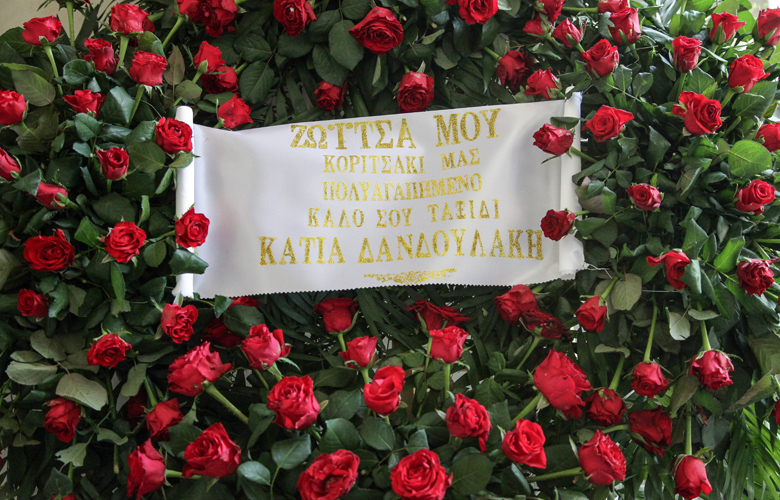 ΖΩΤΤΣΑ ΜΟΥ
ΚΟΡΙΤΣΑΚΙ ΜΑΣ
ΠΟΛΥΑΓΑΠΗΜΕΝΟ
ΚΑΛΟ ΣΟΥ ΤΑΞΙΔΙ
ΚΑΤΙΑ ΔΑΝΔΟΥΛΑΚΗ